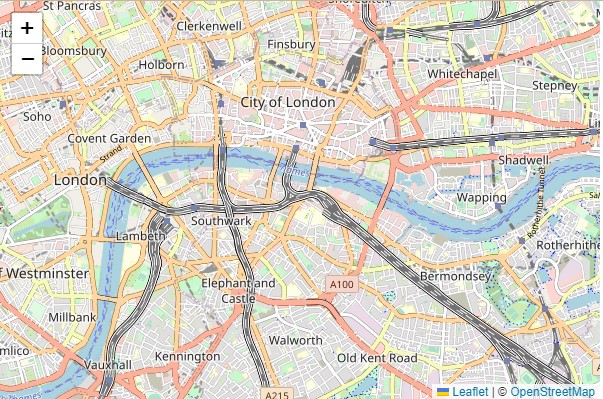 St Pancras
Clerkenwell
+
Finsbury
Bloomsbury
−
Holborn
Whitechapel
Stepney
City of London
Soho
Covent Garden
Strand
Shadwell
London
Wapping
Rotherhithe Tunnel
Southwark
Lambeth
Rotherhithe
f Westminster
Bermondsey
Elephant and
Castle
A100
Millbank
Walworth
Kennington
Old Kent Road
mlico
Vauxhall
A215
Leaflet | © OpenStreetMap